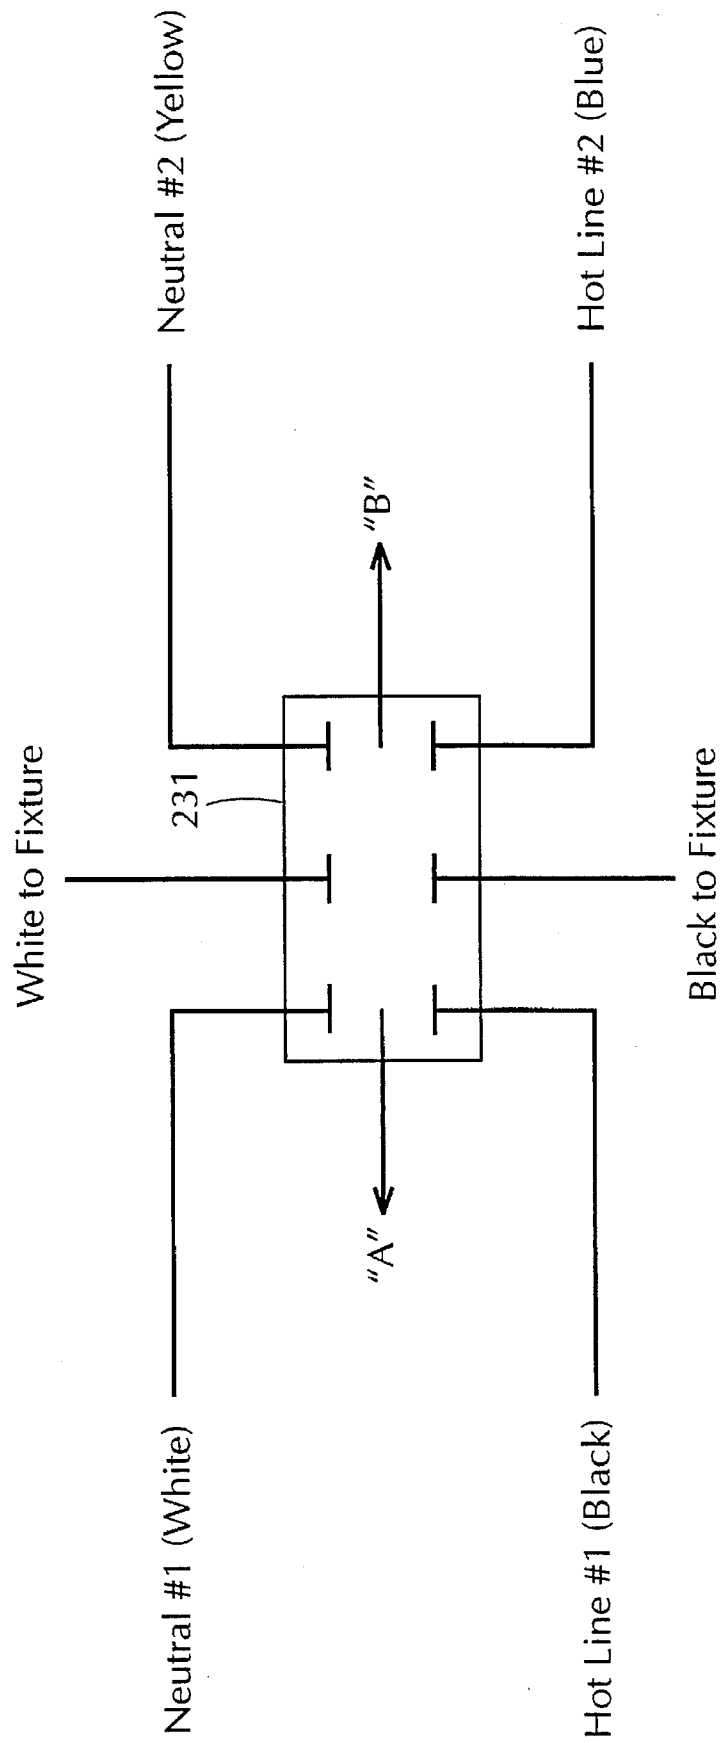 White to Fixture
Neutral #1 (White)
Neutral #2 (Yellow)
231
"A"
"B"
Hot Line #1 (Black)
Hot Line #2 (Blue)
Black to Fixture